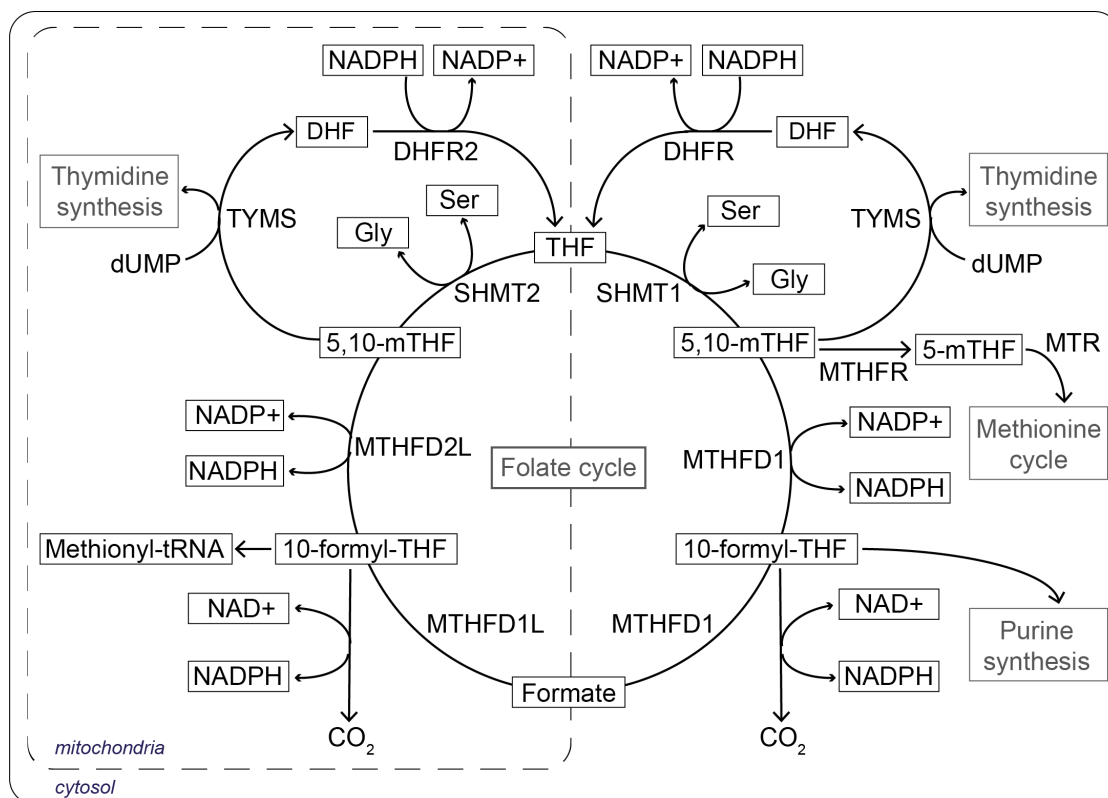 NADPH
NADP+
NADP+
NADPH
DHF
DHFR2
DHFR
DHF
Thymidine
synthesis
TYMS
dUMP
Gly
Ser
THF
Ser
Gly
TYMS
Thymidine
synthesis
dUMP
SHMT2
SHMT1
5,10-mTHF
5,10-mTHF
MTHFR
5-mTHF
MTR
NADP+
NADPH
MTHFD2L
Folate cycle
MTHFD1
NADP+
NADPH
Methionine
cycle
Methionyl-tRNA
10-formyl-THF
10-formyl-THF
NAD+
NADPH
MTHFD1L
MTHFD1
NAD+
NADPH
Purine
synthesis
Formate
CO2
CO2
mitochondria
cytosol